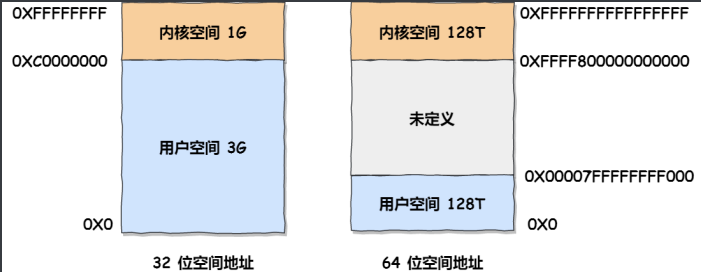 0XFFFFFFFF
内核空间 1G
0XC0000000
用户空间 3G
0X0
32 位空间地址
0XFFFFFFFFFFFFFFFF
内核空间 128T
0XFFFF800000000000
未定义
0X00007FFFFFFFF000
用户空间 128T
0X0
64 位空间地址